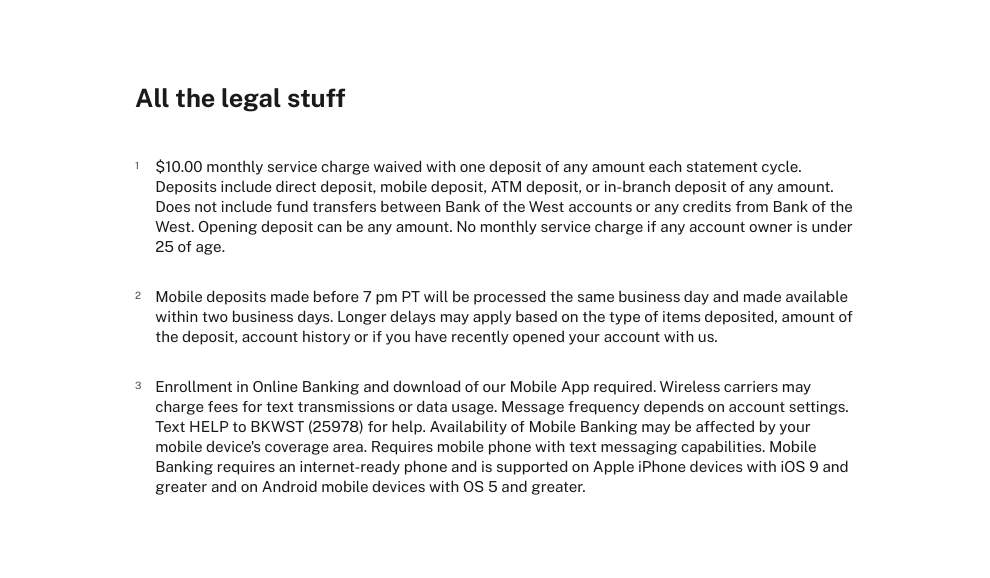 All the legal stuff
1 $10.00 monthly service charge waived with one deposit of any amount each statement cycle.
Deposits include direct deposit, mobile deposit, ATM deposit, or in-branch deposit of any amount.
Does not include fund transfers between Bank of the West accounts or any credits from Bank of the
West. Opening deposit can be any amount. No monthly service charge if any account owner is under
25 of age.
2 Mobile deposits made before 7 pm PT will be processed the same business day and made available
within two business days. Longer delays may apply based on the type of items deposited, amount of
the deposit, account history or if you have recently opened your account with us.
3 Enrollment in Online Banking and download of our Mobile App required. Wireless carriers may
charge fees for text transmissions or data usage. Message frequency depends on account settings.
Text HELP to BKWST (25978) for help. Availability of Mobile Banking may be affected by your
mobile device's coverage area. Requires mobile phone with text messaging capabilities. Mobile
Banking requires an internet-ready phone and is supported on Apple iPhone devices with iOS 9 and
greater and on Android mobile devices with OS 5 and greater.